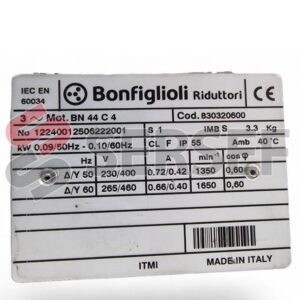 IEC EN
60034
Bonfiglioli Riduttori
CE
3 ~ Mot. BN 44 C 4 Cod. 830320600
No 12240012506222001 S 1 IM B 5 3.3 Kg
kW 0.09/50Hz - 0.10/60Hz CL F IP 55 Amb 40 °C
Hz V A min-1 cos φ
Δ/Y 50 230/400 0.72/0.42 1350 0,60
Δ/Y 60 265/460 0.66/0.40 1650 0,60
ITMI MADE IN ITALY
SERSEF